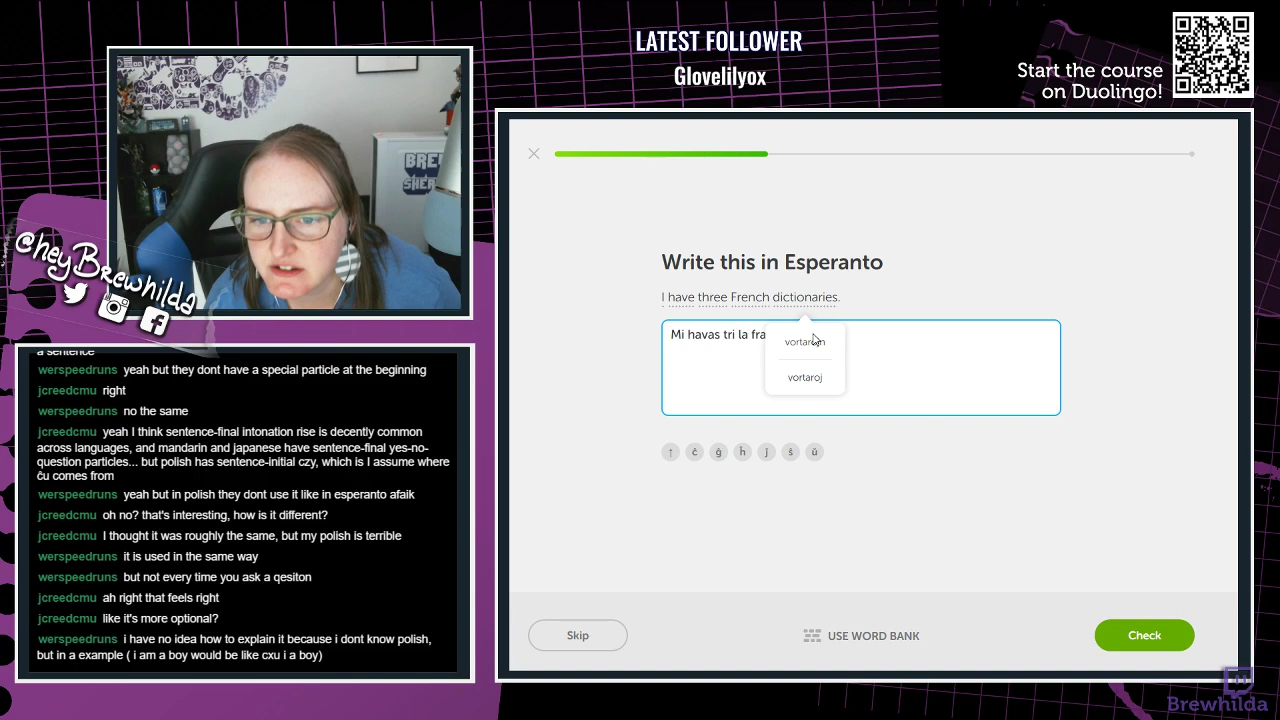 LATEST FOLLOWER
Glovelilyox
Start the course
on Duolingo!
@heyBrewhilda
a sentence
werspeedruns yeah but they dont have a special particle at the beginning
jcreedcmu right
werspeedruns no the same
jcreedcmu yeah I think sentence-final intonation rise is decently common
across languages, and mandarin and japanese have sentence-final yes-no-
question particles... but polish has sentence-initial czy, which is I assume where
ĉu comes from
werspeedruns yeah but in polish they dont use it like in esperanto afaik
jcreedcmu oh no? that's interesting, how is it different?
jcreedcmu I thought it was roughly the same, but my polish is terrible
werspeedruns it is used in the same way
werspeedruns but not every time you ask a qesiton
jcreedcmu ah right that feels right
jcreedcmu like it's more optional?
werspeedruns i have no idea how to explain it because i dont know polish,
but in a example ( i am a boy would be like cxu i a boy)
Write this in Esperanto
I have three French dictionaries.
Mi havas tri la fra
vortaroj
↑ ĉ ĝ ĥ ĵ ŝ ŭ
Skip
USE WORD BANK
Check
Brewhilda